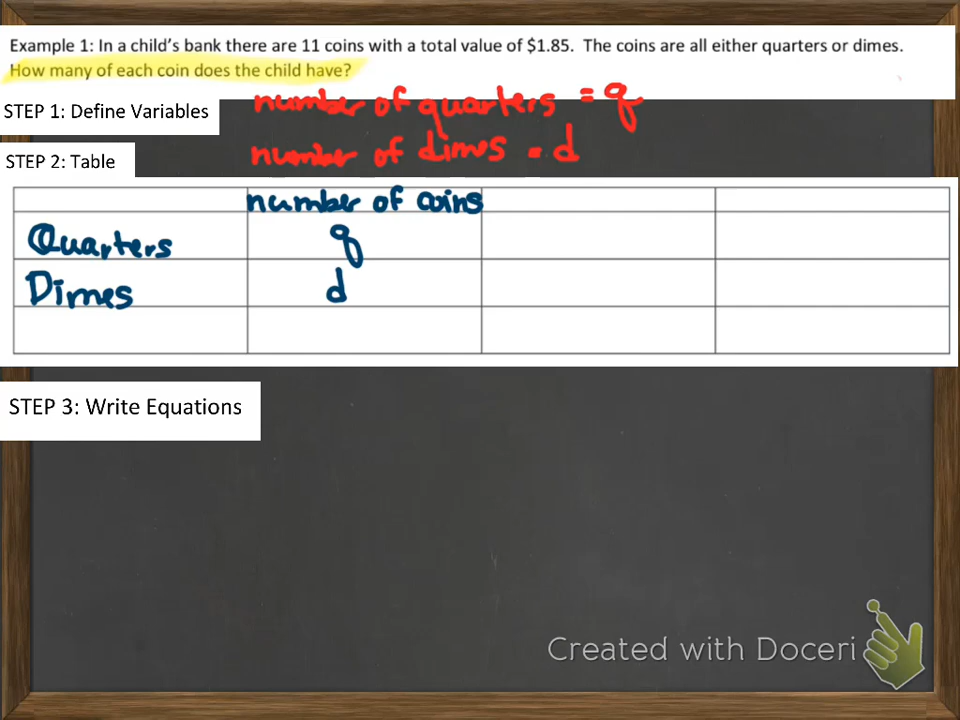 Example 1: In a child's bank there are 11 coins with a total value of $1.85. The coins are all either quarters or dimes.
How many of each coin does the child have?
STEP 1: Define Variables
number of quarters = q
number of dimes = d
STEP 2: Table
number of coins
Quarters q
Dimes d
STEP 3: Write Equations
Created with Doceri